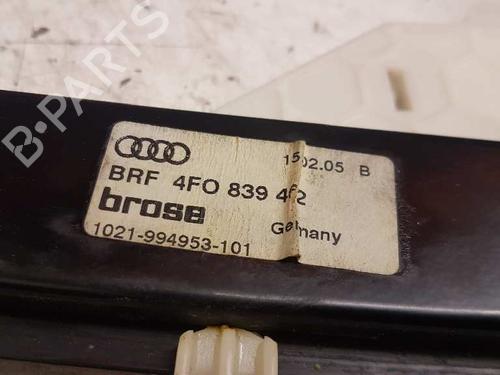 B-PARTS
15.02.05 B
BRF 4F0 839 462
brose
Germany
1021-994953-101